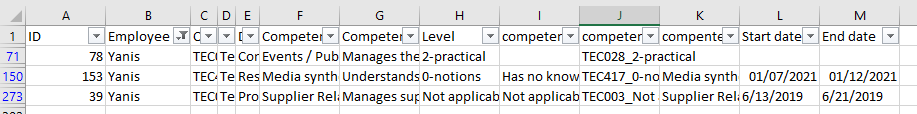 A B C D E F G H I J K L M
1 ID Employee C D Competen Competen Level competen competen compente Start date End date
71 78 Yanis TEC Te Cor Events / Pub Manages the 2-practical TEC028_2-practical
150 153 Yanis TEC4 Te Res Media synth Understands 0-notions Has no know TEC417_0-no Media synth 01/07/2021 01/12/2021
273 39 Yanis TEC Te Pro Supplier Rela Manages sup Not applicab Not applicab TEC003_Not Supplier Rela 6/13/2019 6/21/2019